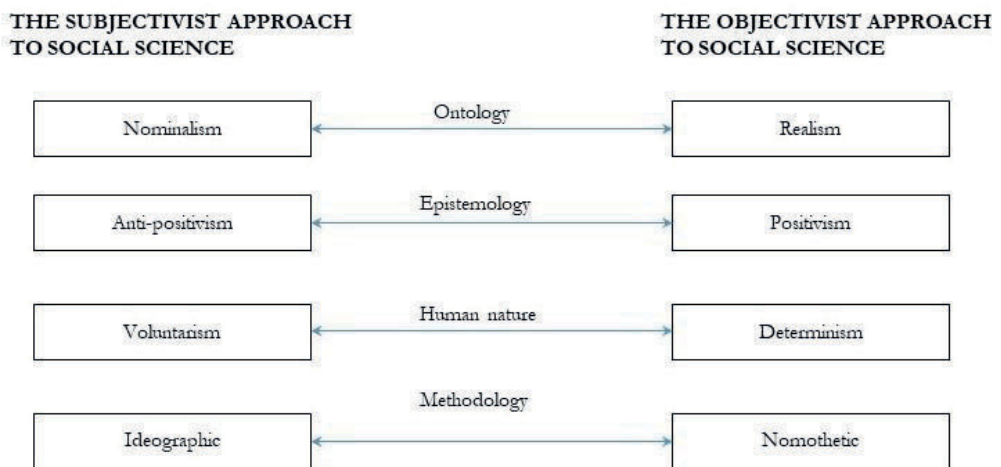 THE SUBJECTIVIST APPROACH
TO SOCIAL SCIENCE
THE OBJECTIVIST APPROACH
TO SOCIAL SCIENCE
Nominalism
Ontology
Realism
Anti-positivism
Epistemology
Positivism
Voluntarism
Human nature
Determinism
Methodology
Ideographic
Nomothetic